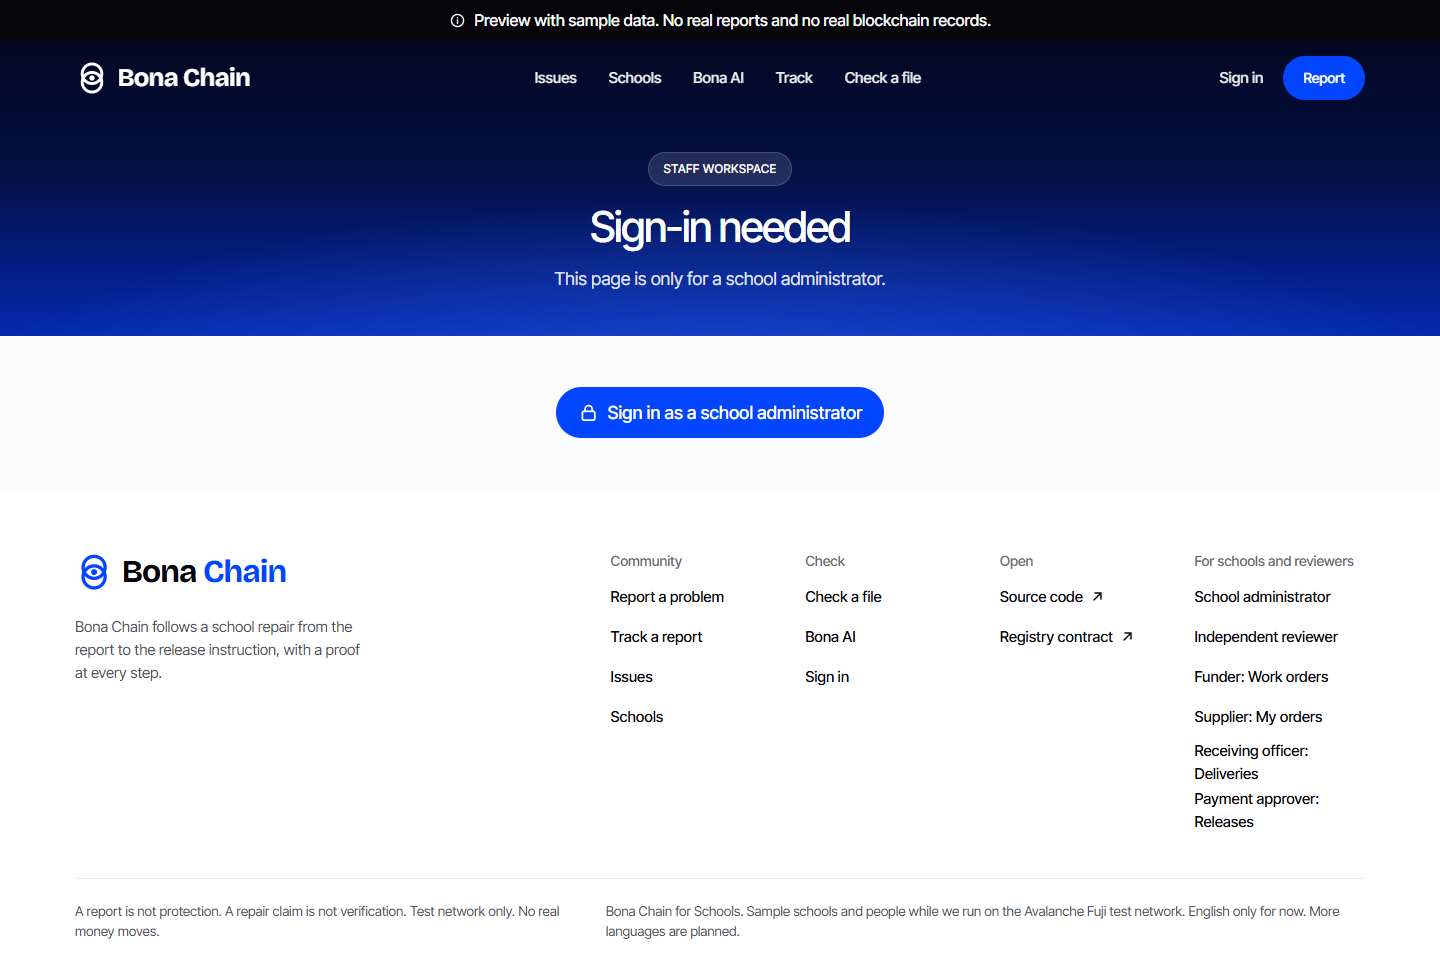 Preview with sample data. No real reports and no real blockchain records.
Bona Chain
Issues
Schools
Bona AI
Track
Check a file
Sign in
Report
STAFF WORKSPACE
Sign-in needed
This page is only for a school administrator.
Sign in as a school administrator
Bona Chain
Bona Chain follows a school repair from the
report to the release instruction, with a proof
at every step.
Community
Report a problem
Track a report
Issues
Schools
Check
Check a file
Bona AI
Sign in
Open
Source code
Registry contract
For schools and reviewers
School administrator
Independent reviewer
Funder: Work orders
Supplier: My orders
Receiving officer:
Deliveries
Payment approver:
Releases
A report is not protection. A repair claim is not verification. Test network only. No real
money moves.
Bona Chain for Schools. Sample schools and people while we run on the Avalanche Fuji test network. English only for now. More
languages are planned.